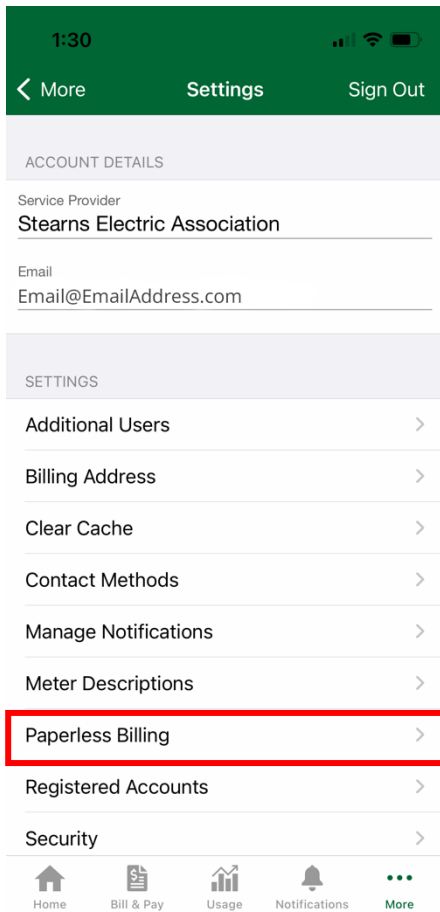 1:30
More Settings Sign Out
ACCOUNT DETAILS
Service Provider
Stearns Electric Association
Email
Email@EmailAddress.com
SETTINGS
Additional Users
Billing Address
Clear Cache
Contact Methods
Manage Notifications
Meter Descriptions
Paperless Billing
Registered Accounts
Security
Home Bill & Pay Usage Notifications More